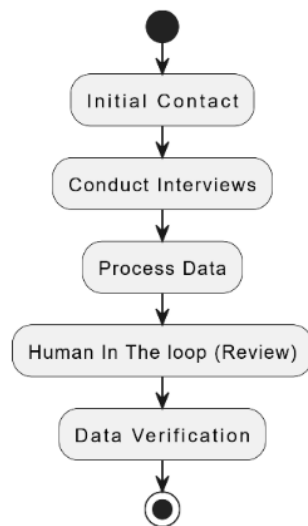 Initial Contact
Conduct Interviews
Process Data
Human In The loop (Review)
Data Verification